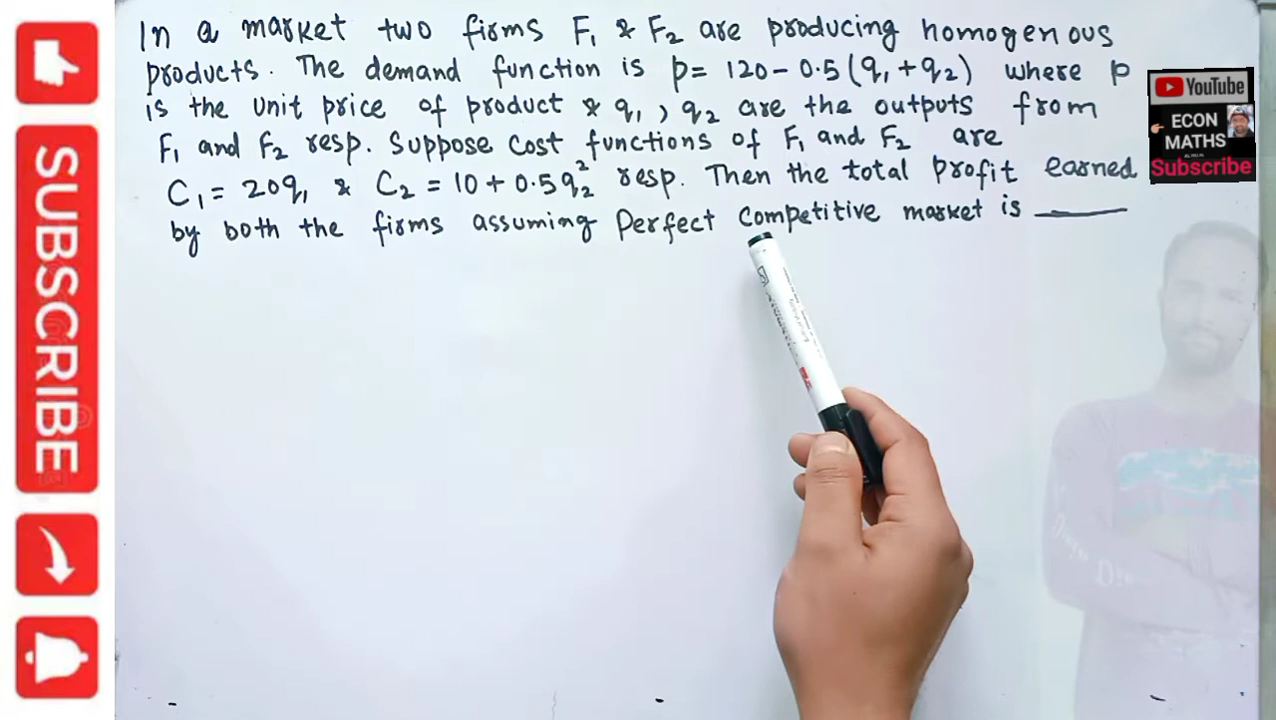 In a market two firms F₁ & F₂ are producing homogenous
products. The demand function is p = 120 - 0.5 (q₁ + q₂) where p
is the unit price of product & q₁, q₂ are the outputs from
F₁ and F₂ resp. Suppose cost functions of F₁ and F₂ are
C₁ = 20q₁ & C₂ = 10 + 0.5q₂² resp. Then the total profit earned
by both the firms assuming Perfect Competitive market is ____
SUBSCRIBE
YouTube
ECON
MATHS
Subscribe